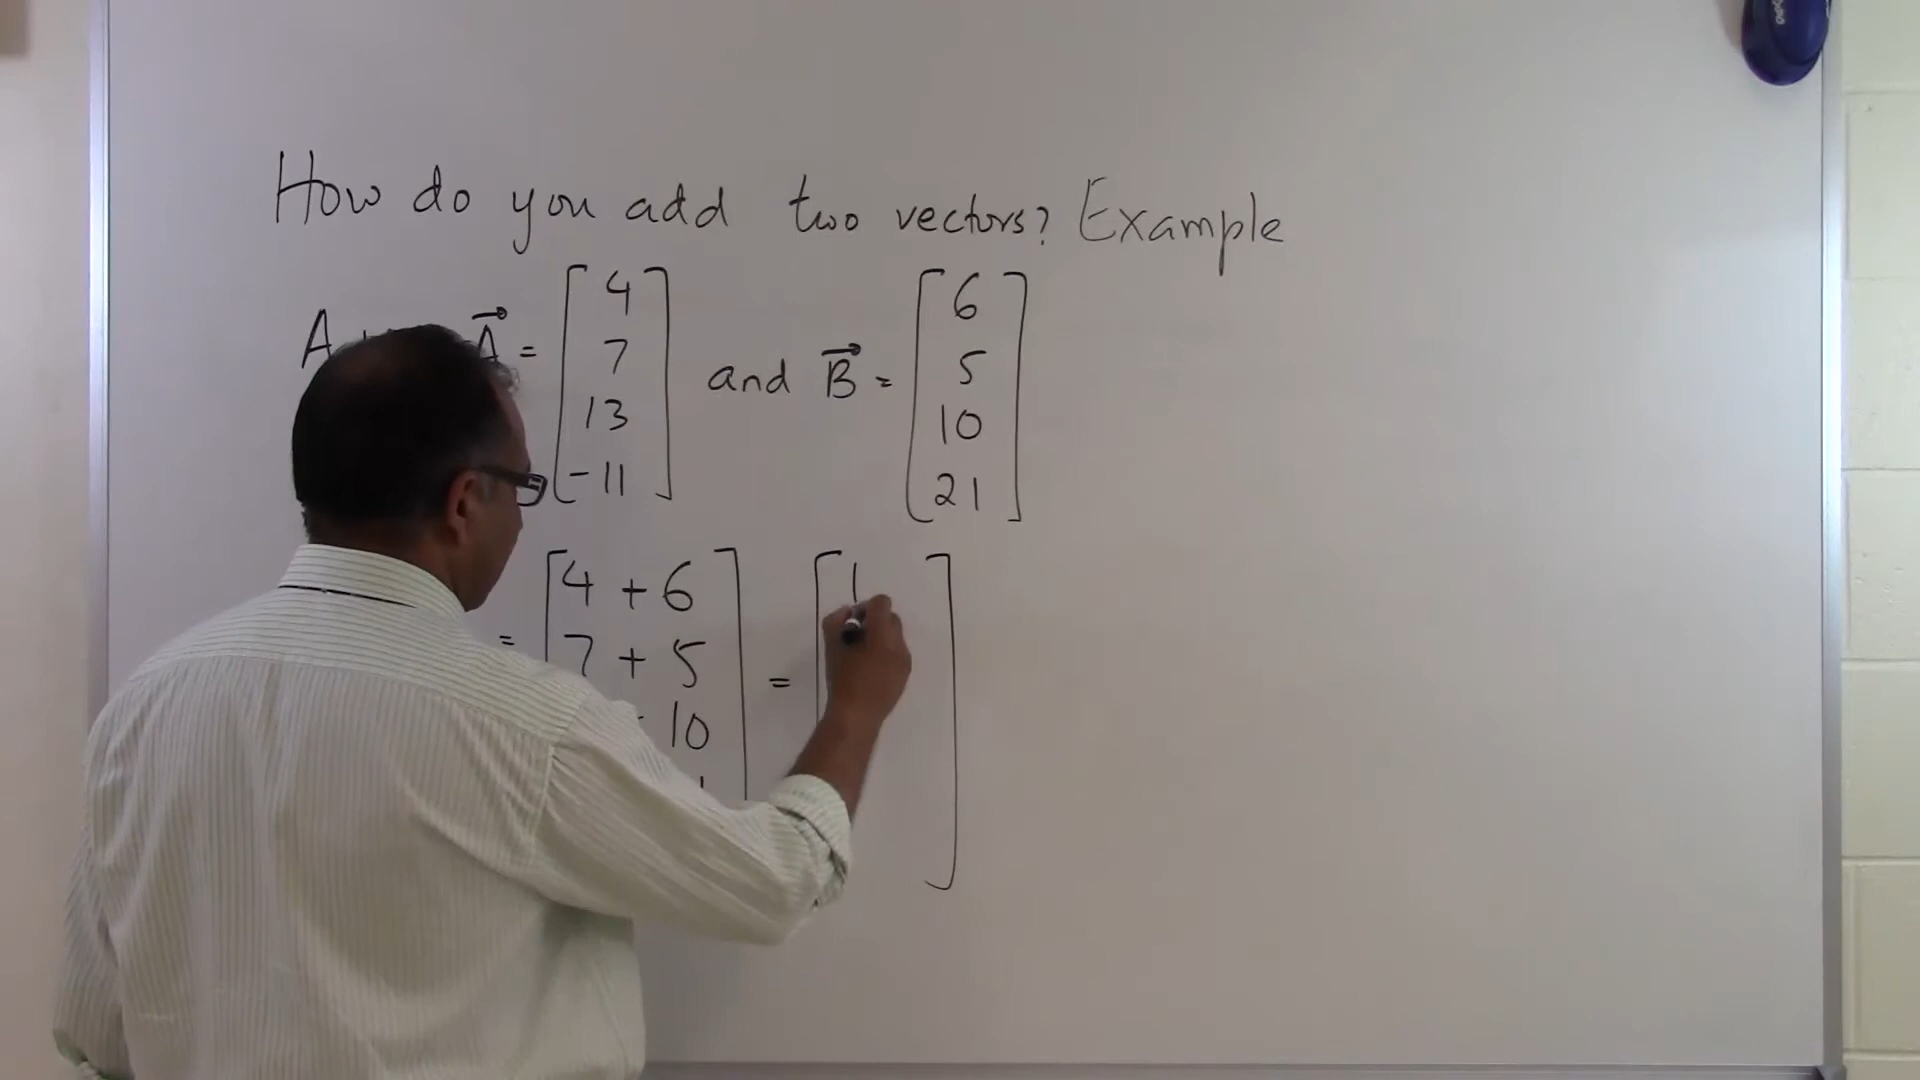 How do you add two vectors? Example
A = [4 7 13 -11] and B = [6 5 10 21]
= [4 + 6
7 + 5 = [1
10